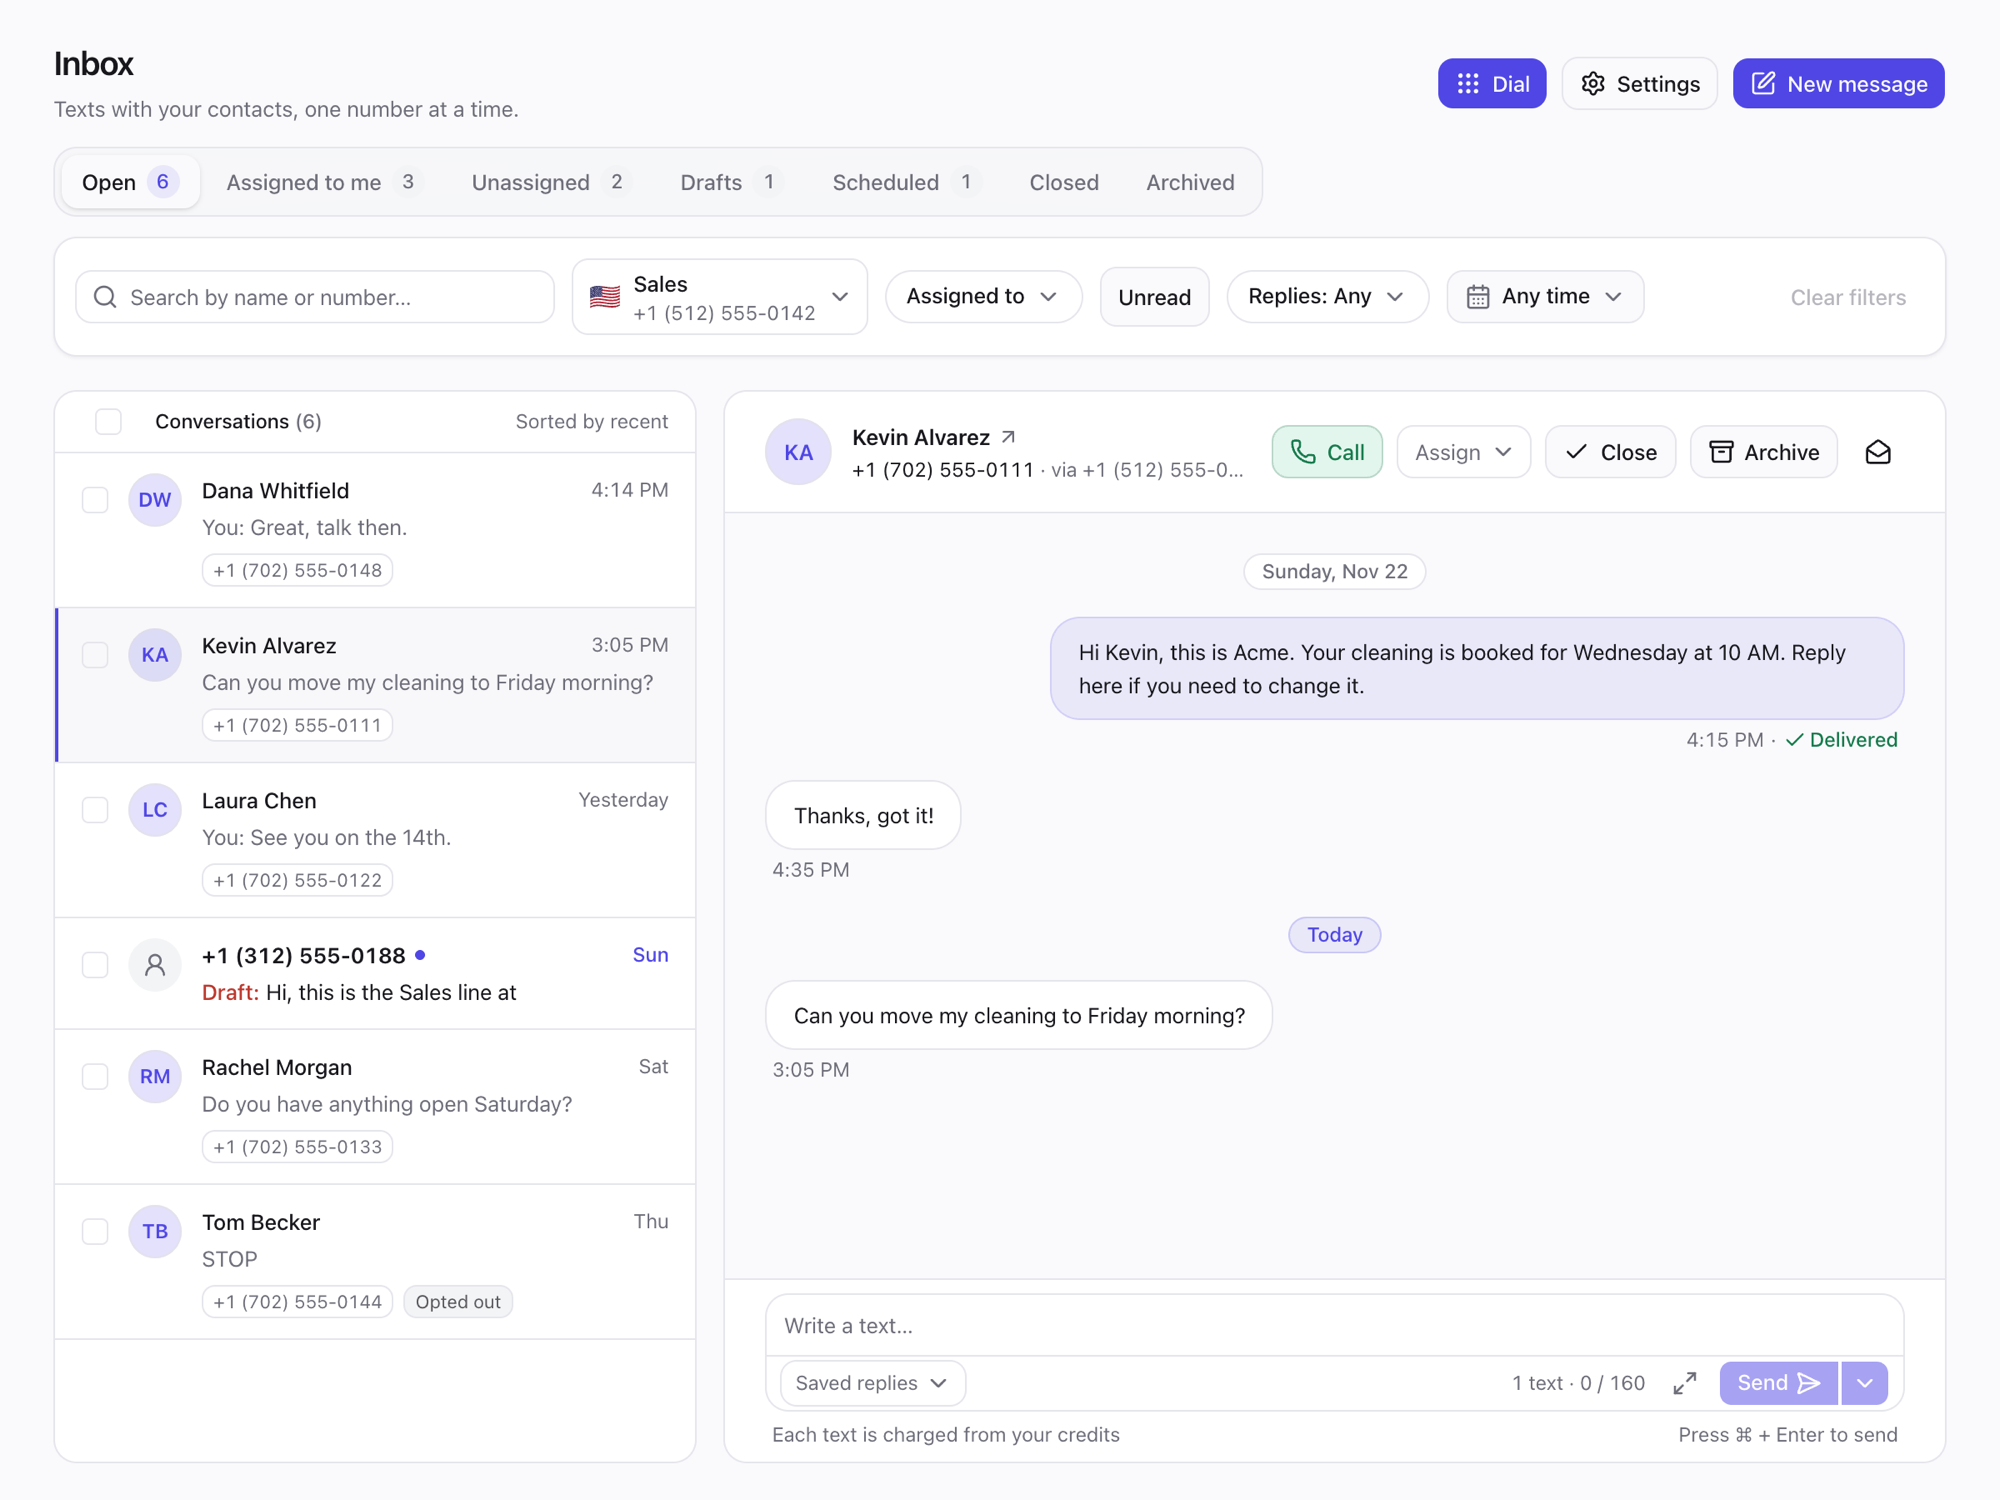 Inbox
Texts with your contacts, one number at a time.
Dial
Settings
New message
Open 6
Assigned to me 3
Unassigned 2
Drafts 1
Scheduled 1
Closed
Archived
Search by name or number...
Sales
+1 (512) 555-0142
Assigned to
Unread
Replies: Any
Any time
Clear filters
Conversations (6)
Sorted by recent
DW
Dana Whitfield
4:14 PM
You: Great, talk then.
+1 (702) 555-0148
KA
Kevin Alvarez
3:05 PM
Can you move my cleaning to Friday morning?
+1 (702) 555-0111
LC
Laura Chen
Yesterday
You: See you on the 14th.
+1 (702) 555-0122
+1 (312) 555-0188
Sun
Draft: Hi, this is the Sales line at
RM
Rachel Morgan
Sat
Do you have anything open Saturday?
+1 (702) 555-0133
TB
Tom Becker
Thu
STOP
+1 (702) 555-0144
Opted out
KA
Kevin Alvarez
+1 (702) 555-0111 · via +1 (512) 555-0...
Call
Assign
Close
Archive
Sunday, Nov 22
Hi Kevin, this is Acme. Your cleaning is booked for Wednesday at 10 AM. Reply
here if you need to change it.
4:15 PM · Delivered
Thanks, got it!
4:35 PM
Today
Can you move my cleaning to Friday morning?
3:05 PM
Write a text...
Saved replies
1 text · 0 / 160
Send
Each text is charged from your credits
Press ⌘ + Enter to send